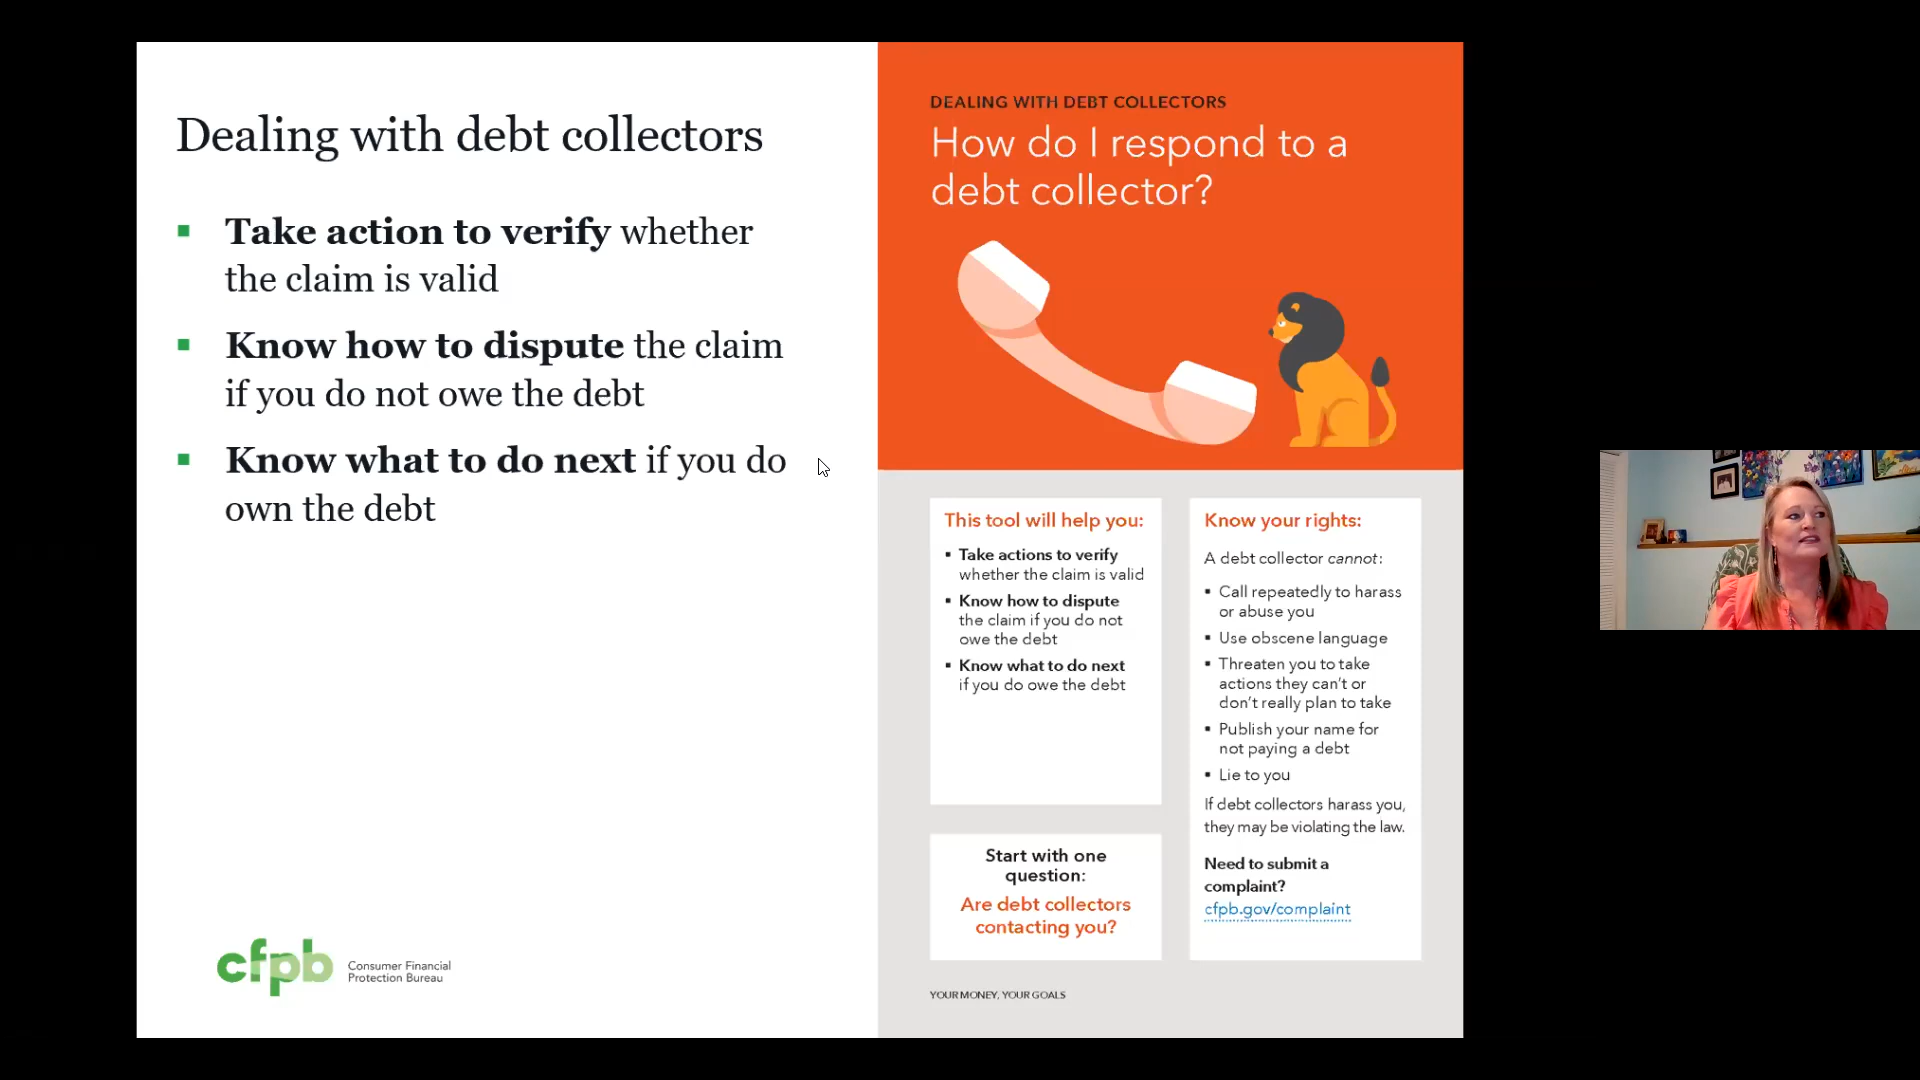 Dealing with debt collectors
▪ Take action to verify whether
the claim is valid
▪ Know how to dispute the claim
if you do not owe the debt
▪ Know what to do next if you do
own the debt
cfpb
Consumer Financial
Protection Bureau
DEALING WITH DEBT COLLECTORS
How do I respond to a
debt collector?
This tool will help you:
▪ Take actions to verify
whether the claim is valid
▪ Know how to dispute
the claim if you do not
owe the debt
▪ Know what to do next
if you do owe the debt
Start with one
question:
Are debt collectors
contacting you?
Know your rights:
A debt collector cannot:
▪ Call repeatedly to harass
or abuse you
▪ Use obscene language
▪ Threaten you to take
actions they can't or
don't really plan to take
▪ Publish your name for
not paying a debt
▪ Lie to you
If debt collectors harass you,
they may be violating the law.
Need to submit a
complaint?
cfpb.gov/complaint
YOUR MONEY, YOUR GOALS